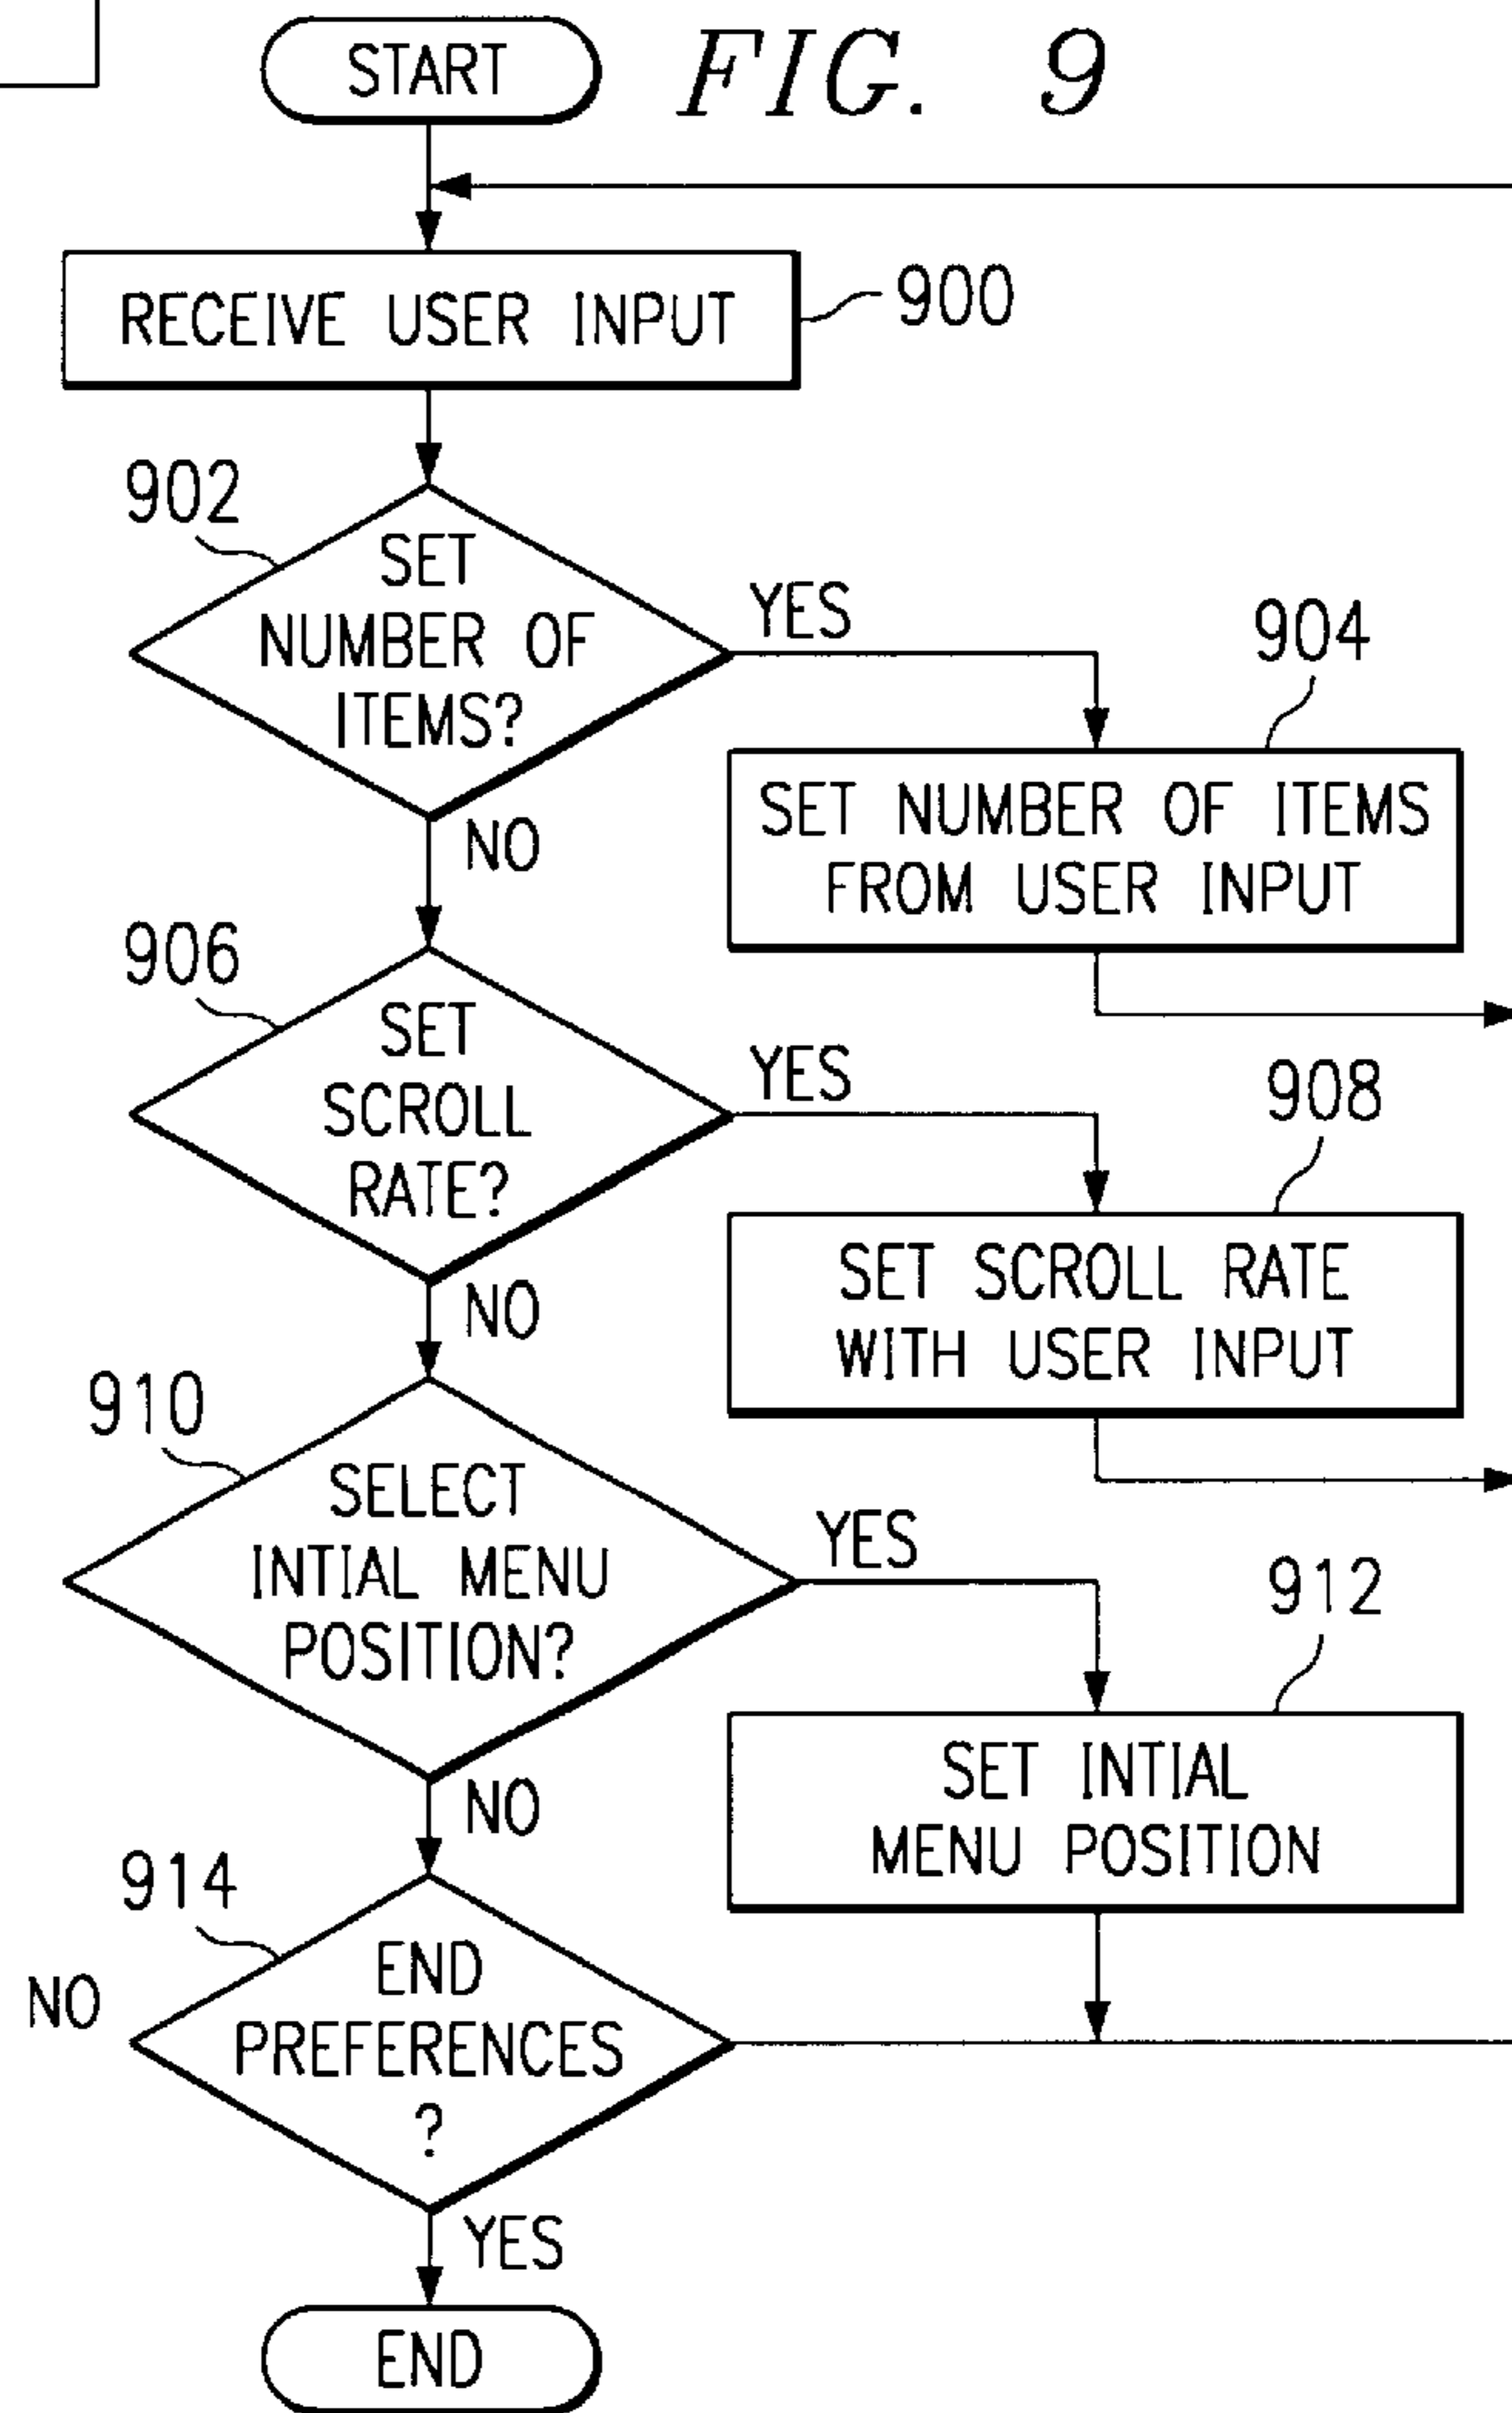 START
FIG. 9
RECEIVE USER INPUT
900
902
SET
NUMBER OF
ITEMS?
YES
904
SET NUMBER OF ITEMS
FROM USER INPUT
NO
906
SET
SCROLL
RATE?
YES
908
SET SCROLL RATE
WITH USER INPUT
NO
910
SELECT
INTIAL MENU
POSITION?
YES
912
SET INTIAL
MENU POSITION
NO
914
NO
END
PREFERENCES
?
YES
END